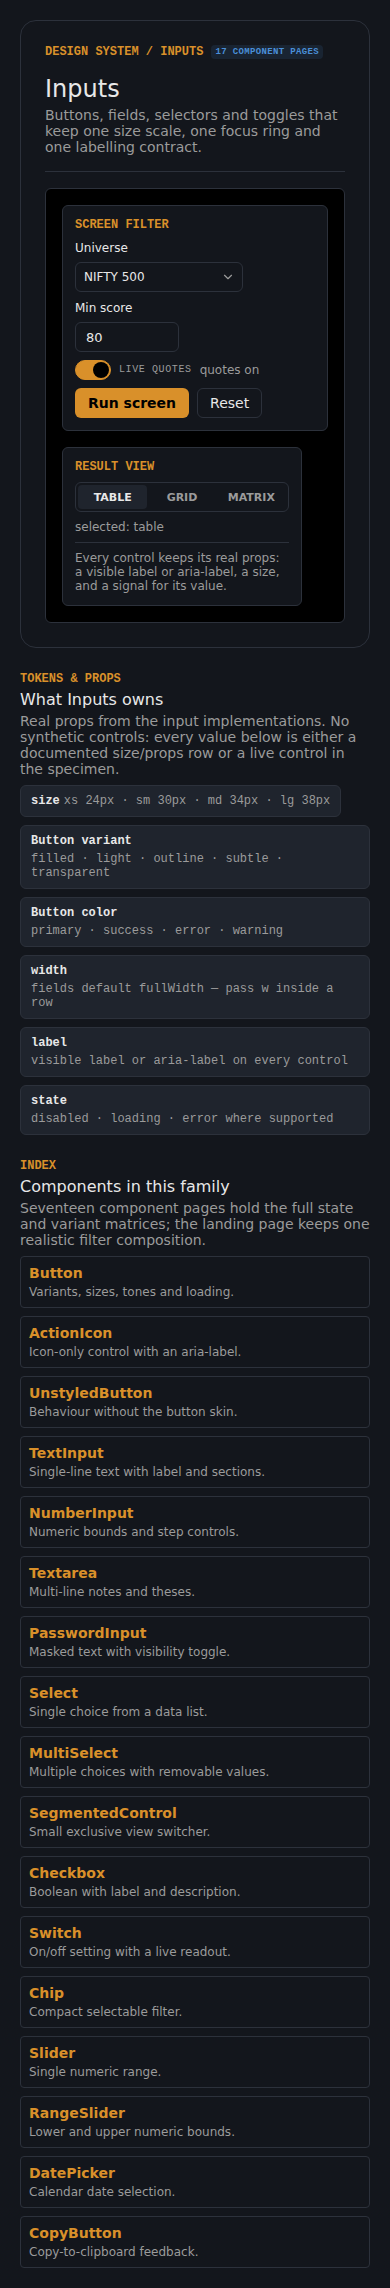 DESIGN SYSTEM / INPUTS 17 COMPONENT PAGES
Inputs
Buttons, fields, selectors and toggles that
keep one size scale, one focus ring and
one labelling contract.
SCREEN FILTER
Universe
NIFTY 500
Min score
80
LIVE QUOTES quotes on
Run screen Reset
RESULT VIEW
TABLE GRID MATRIX
selected: table
Every control keeps its real props:
a visible label or aria-label, a size,
and a signal for its value.
TOKENS & PROPS
What Inputs owns
Real props from the input implementations. No
synthetic controls: every value below is either a
documented size/props row or a live control in
the specimen.
size xs 24px · sm 30px · md 34px · lg 38px
Button variant
filled · light · outline · subtle ·
transparent
Button color
primary · success · error · warning
width
fields default fullWidth — pass w inside a
row
label
visible label or aria-label on every control
state
disabled · loading · error where supported
INDEX
Components in this family
Seventeen component pages hold the full state
and variant matrices; the landing page keeps one
realistic filter composition.
Button
Variants, sizes, tones and loading.
ActionIcon
Icon-only control with an aria-label.
UnstyledButton
Behaviour without the button skin.
TextInput
Single-line text with label and sections.
NumberInput
Numeric bounds and step controls.
Textarea
Multi-line notes and theses.
PasswordInput
Masked text with visibility toggle.
Select
Single choice from a data list.
MultiSelect
Multiple choices with removable values.
SegmentedControl
Small exclusive view switcher.
Checkbox
Boolean with label and description.
Switch
On/off setting with a live readout.
Chip
Compact selectable filter.
Slider
Single numeric range.
RangeSlider
Lower and upper numeric bounds.
DatePicker
Calendar date selection.
CopyButton
Copy-to-clipboard feedback.